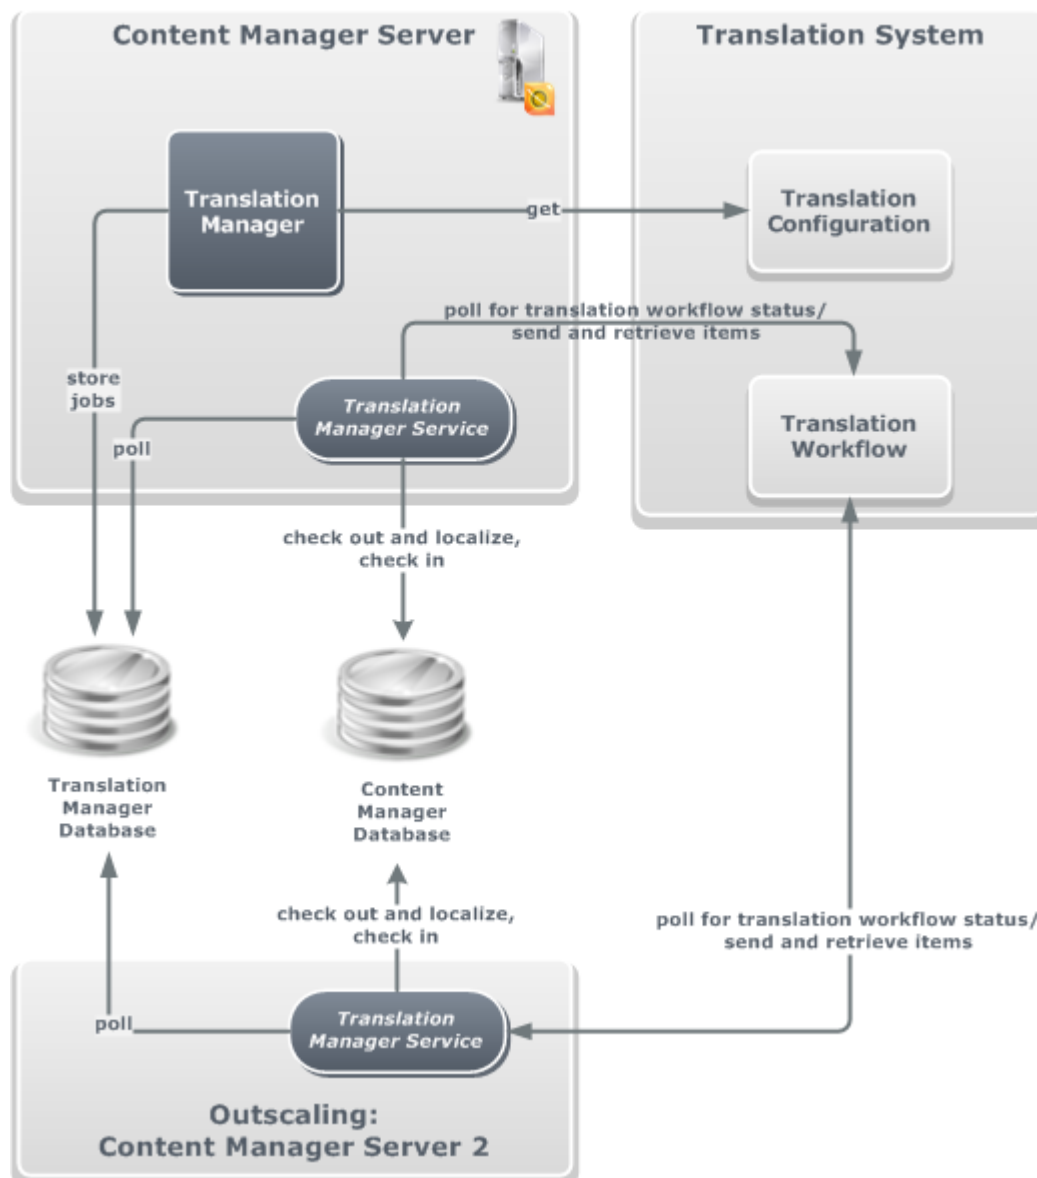 Content Manager Server
Translation System
Translation
Manager
get
Translation
Configuration
poll for translation workflow status/
send and retrieve items
store
jobs
Translation
Manager Service
poll
Translation
Workflow
check out and localize,
check in
Translation
Manager
Database
Content
Manager
Database
check out and localize,
check in
poll for translation workflow status/
send and retrieve items
poll
Translation
Manager Service
Outscaling:
Content Manager Server 2